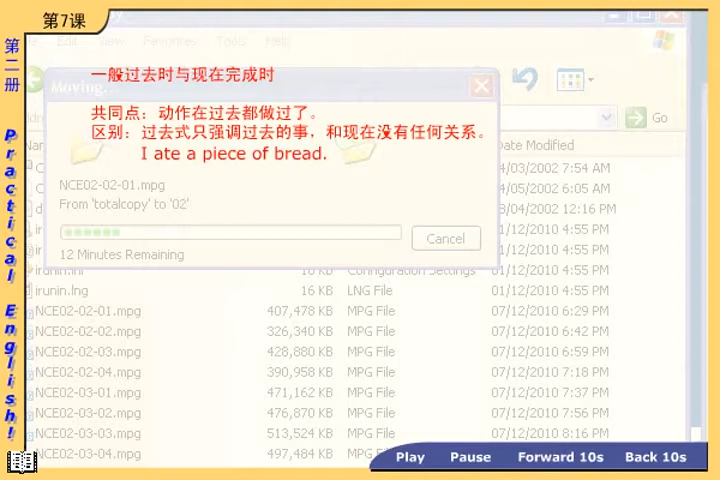 第7课
第二册
Practical English!
File Edit View Favorites Tools Help
Moving...
一般过去时与现在完成时
共同点：动作在过去都做过了。
区别：过去式只强调过去的事，和现在没有任何关系。
I ate a piece of bread.
Go
Date Modified
NCE02-02-01.mpg
From 'totalcopy' to '02'
12 Minutes Remaining
Cancel
4/03/2002 7:54 AM
4/05/2002 6:05 AM
8/04/2002 12:16 PM
01/12/2010 4:55 PM
01/12/2010 4:55 PM
Configuration Settings 01/12/2010 4:55 PM
irunin.lng 16 KB LNG File 01/12/2010 4:55 PM
NCE02-02-01.mpg 407,478 KB MPG File 07/12/2010 6:29 PM
NCE02-02-02.mpg 326,340 KB MPG File 07/12/2010 6:42 PM
NCE02-02-03.mpg 428,880 KB MPG File 07/12/2010 6:59 PM
NCE02-02-04.mpg 390,958 KB MPG File 07/12/2010 7:18 PM
NCE02-03-01.mpg 471,162 KB MPG File 07/12/2010 7:37 PM
NCE02-03-02.mpg 476,870 KB MPG File 07/12/2010 7:56 PM
NCE02-03-03.mpg 513,524 KB MPG File 07/12/2010 8:16 PM
NCE02-03-04.mpg 497,484 KB MPG File
Play Pause Forward 10s Back 10s